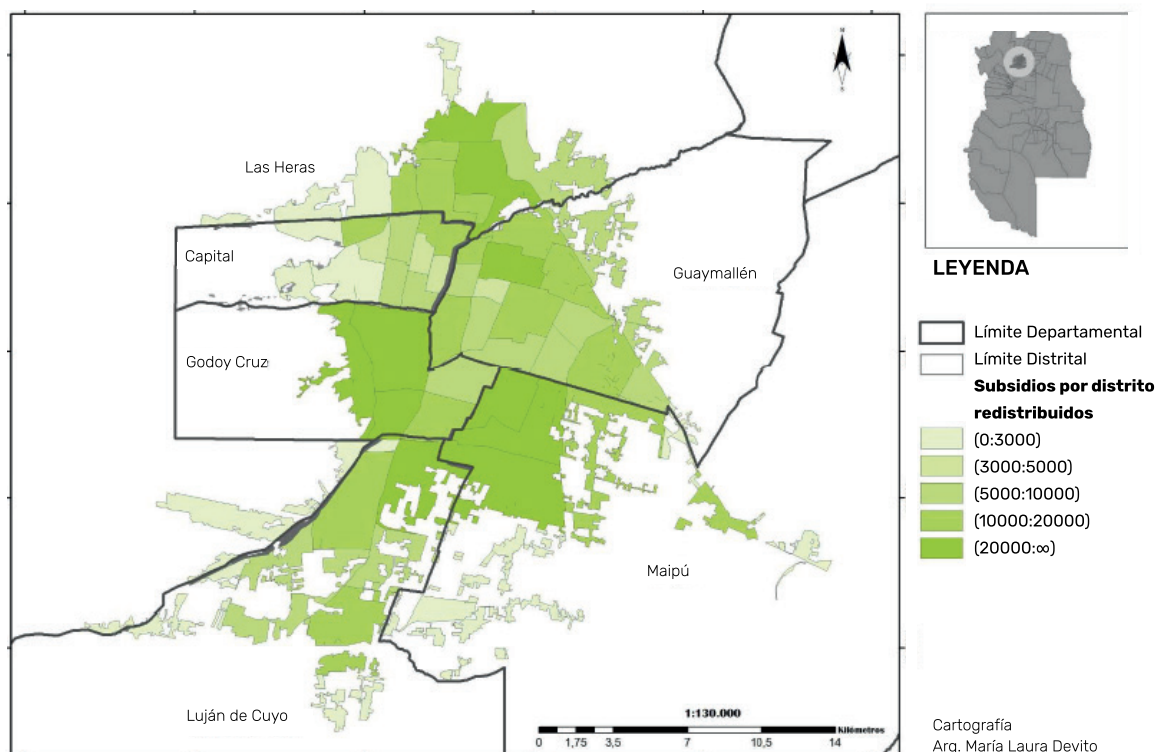 N
S
Las Heras
Capital
Guaymallén
Godoy Cruz
Maipú
Luján de Cuyo
1:130.000
Kilómetros
0 1,75 3,5 7 10,5 14
LEYENDA
Límite Departamental
Límite Distrital
Subsidios por distrito
redistribuidos
(0:3000)
(3000:5000)
(5000:10000)
(10000:20000)
(20000:∞)
Cartografía
Arq. María Laura Devito